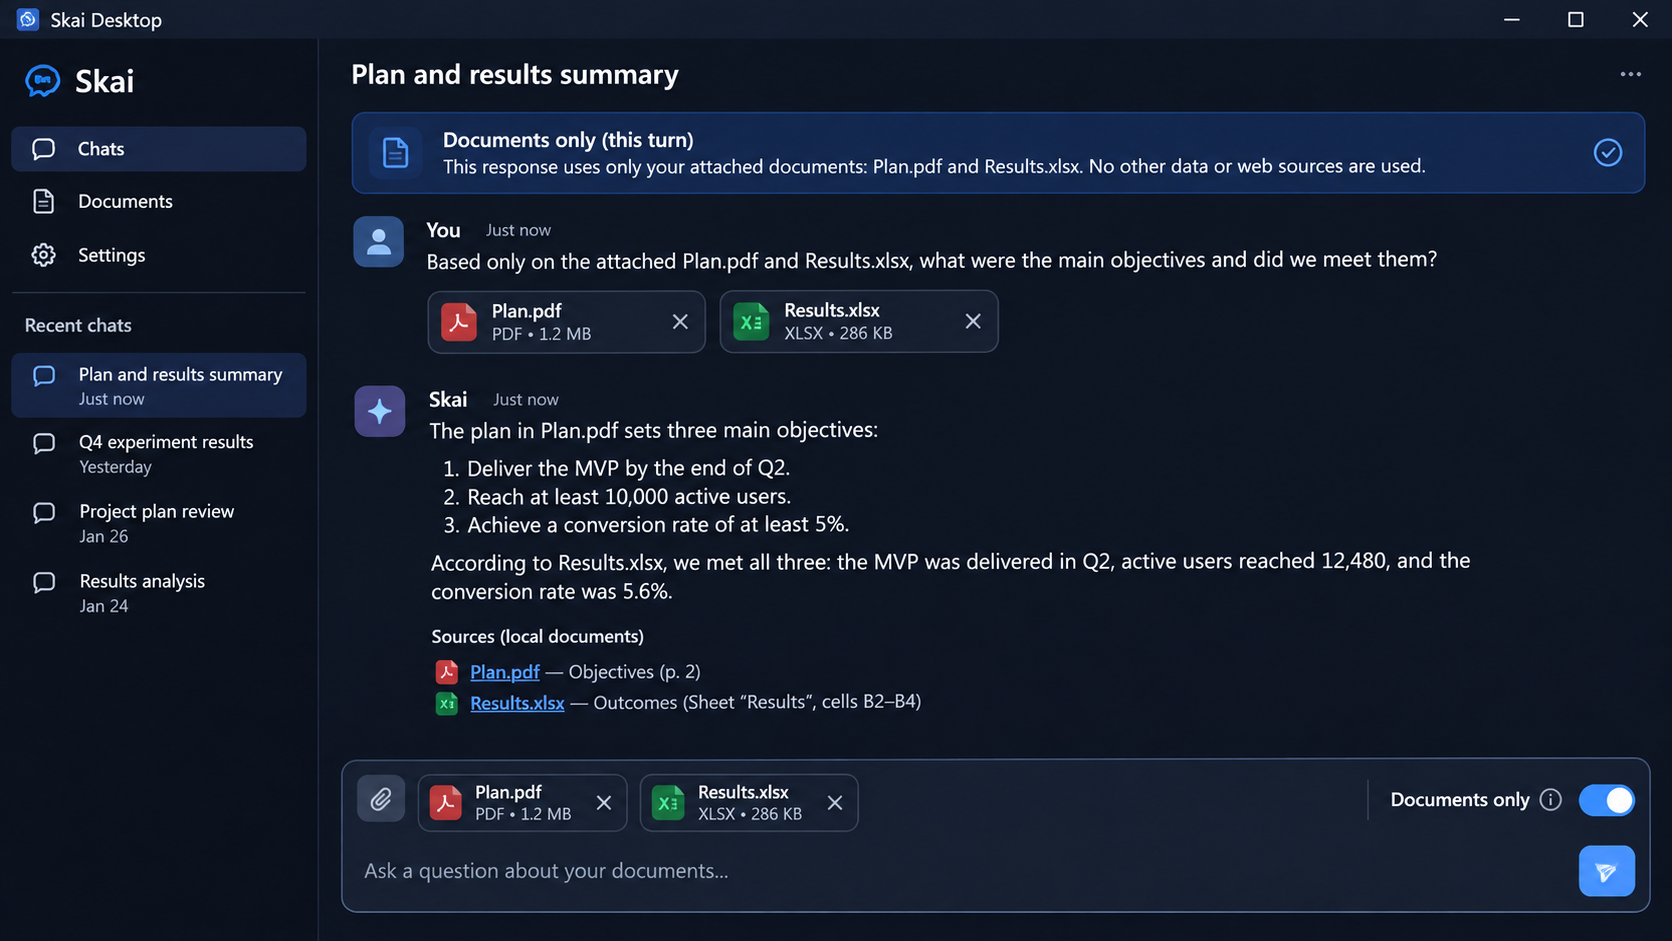 Skai Desktop
Skai
Chats
Documents
Settings
Recent chats
Plan and results summary
Just now
Q4 experiment results
Yesterday
Project plan review
Jan 26
Results analysis
Jan 24
Plan and results summary
Documents only (this turn)
This response uses only your attached documents: Plan.pdf and Results.xlsx. No other data or web sources are used.
You Just now
Based only on the attached Plan.pdf and Results.xlsx, what were the main objectives and did we meet them?
Plan.pdf
PDF • 1.2 MB
Results.xlsx
XLSX • 286 KB
Skai Just now
The plan in Plan.pdf sets three main objectives:
1. Deliver the MVP by the end of Q2.
2. Reach at least 10,000 active users.
3. Achieve a conversion rate of at least 5%.
According to Results.xlsx, we met all three: the MVP was delivered in Q2, active users reached 12,480, and the
conversion rate was 5.6%.
Sources (local documents)
Plan.pdf — Objectives (p. 2)
Results.xlsx — Outcomes (Sheet “Results”, cells B2–B4)
Plan.pdf
PDF • 1.2 MB
Results.xlsx
XLSX • 286 KB
Documents only
Ask a question about your documents...